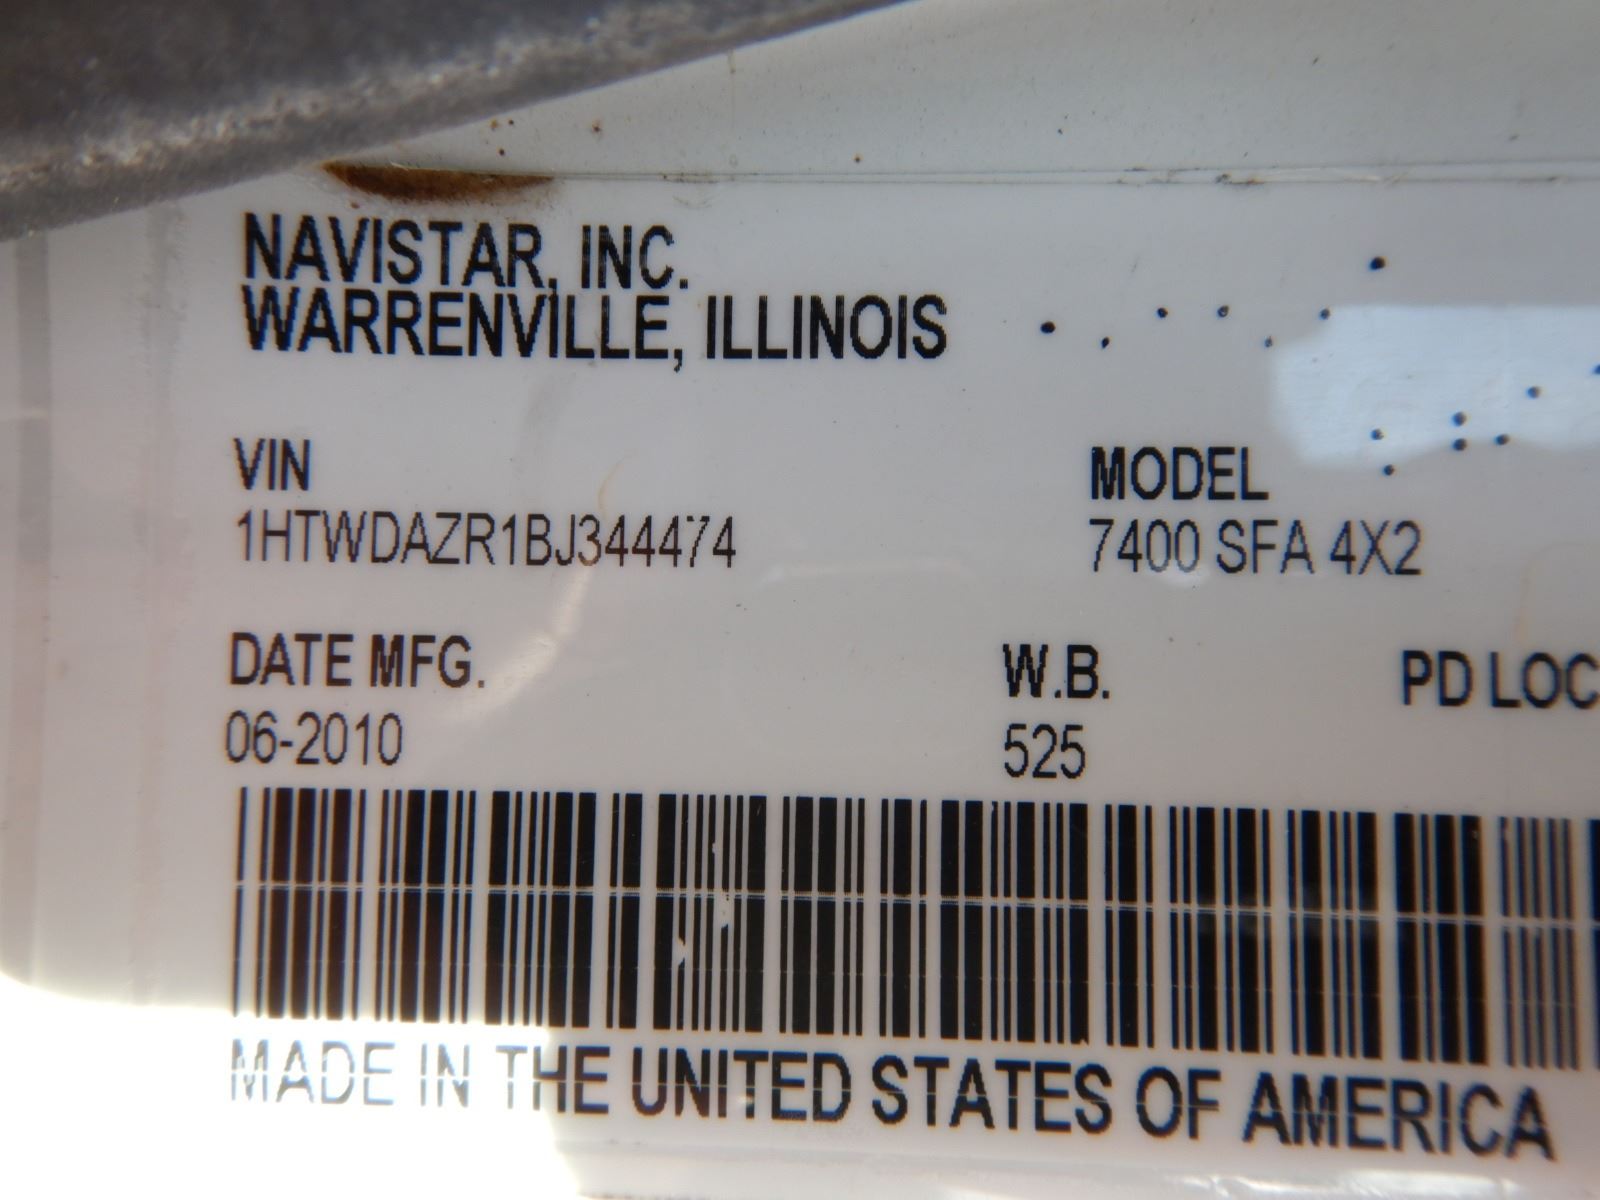 NAVISTAR, INC.
WARRENVILLE, ILLINOIS
VIN MODEL
1HTWDAZR1BJ344474 7400 SFA 4X2
DATE MFG. W.B. PD LOC
06-2010 525
MADE IN THE UNITED STATES OF AMERICA